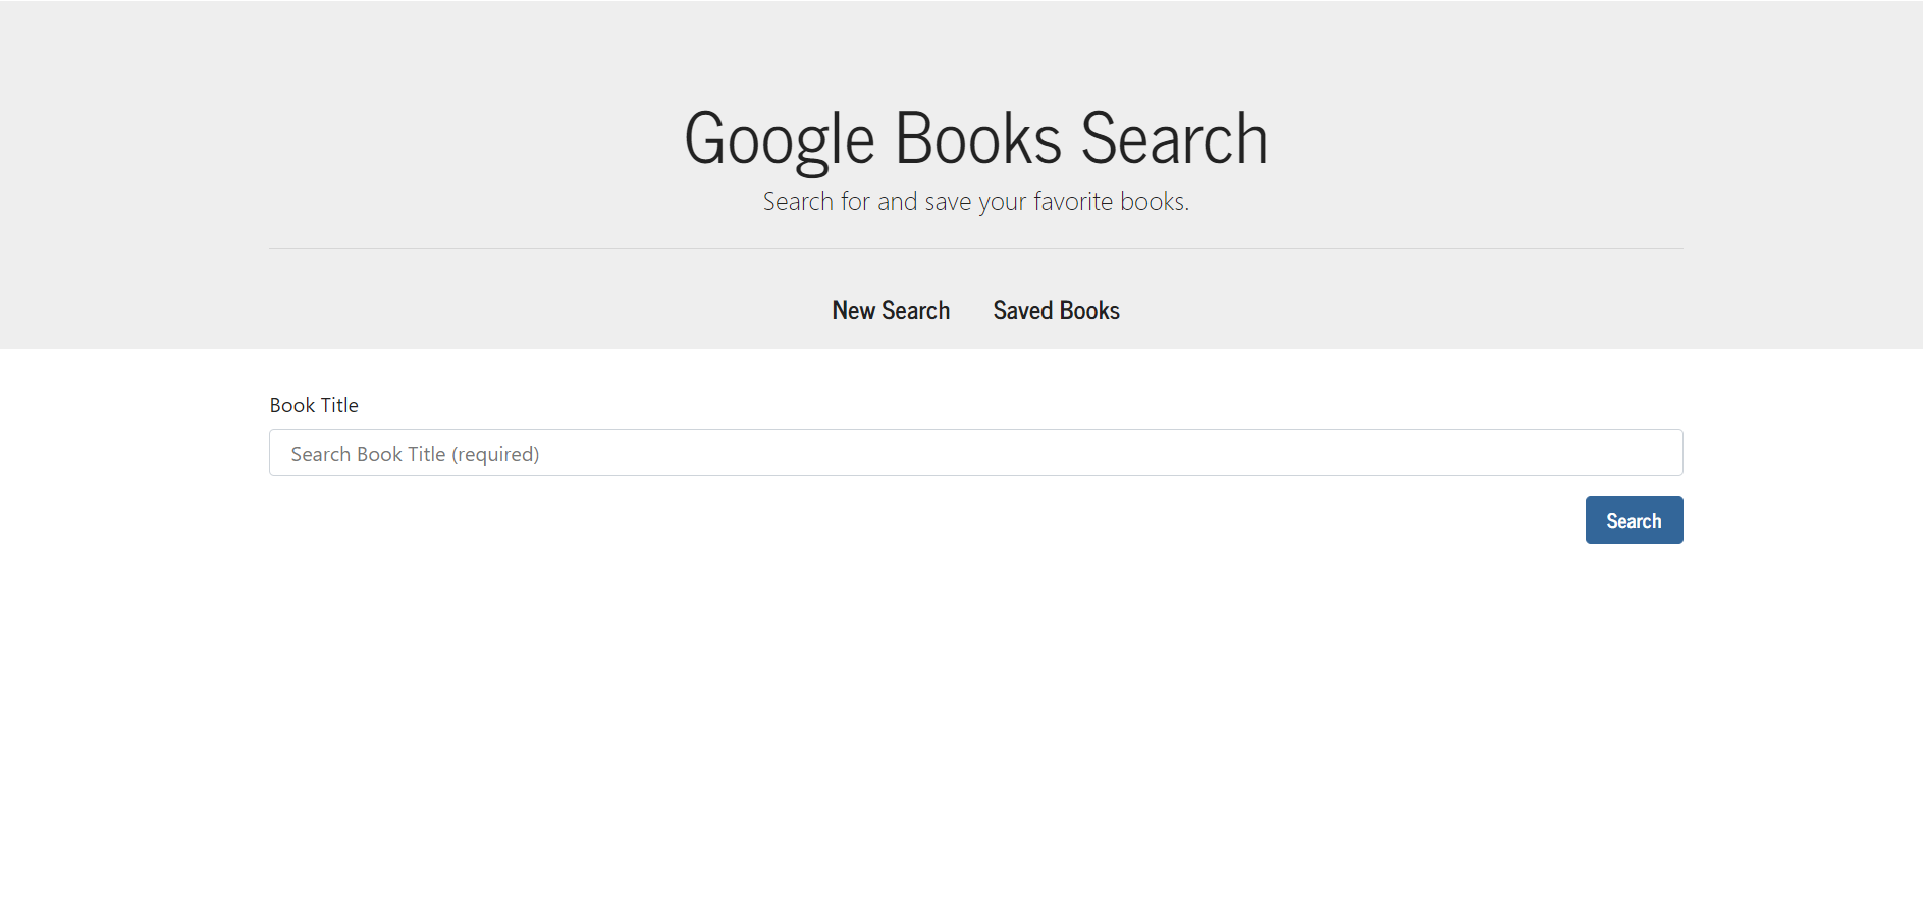 Google Books Search
Search for and save your favorite books.
New Search Saved Books
Book Title
Search Book Title (required)
Search